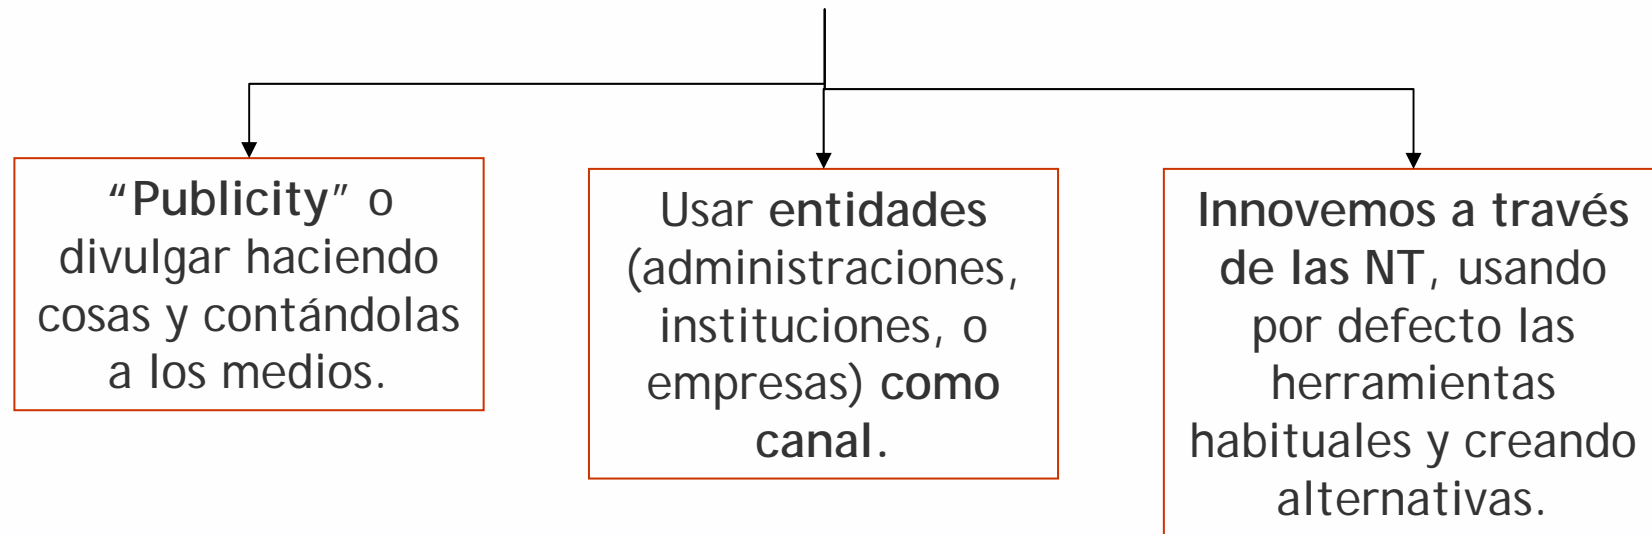 “Publicity” o
divulgar haciendo
cosas y contándolas
a los medios.
Usar entidades
(administraciones,
instituciones, o
empresas) como
canal.
Innovemos a través
de las NT, usando
por defecto las
herramientas
habituales y creando
alternativas.